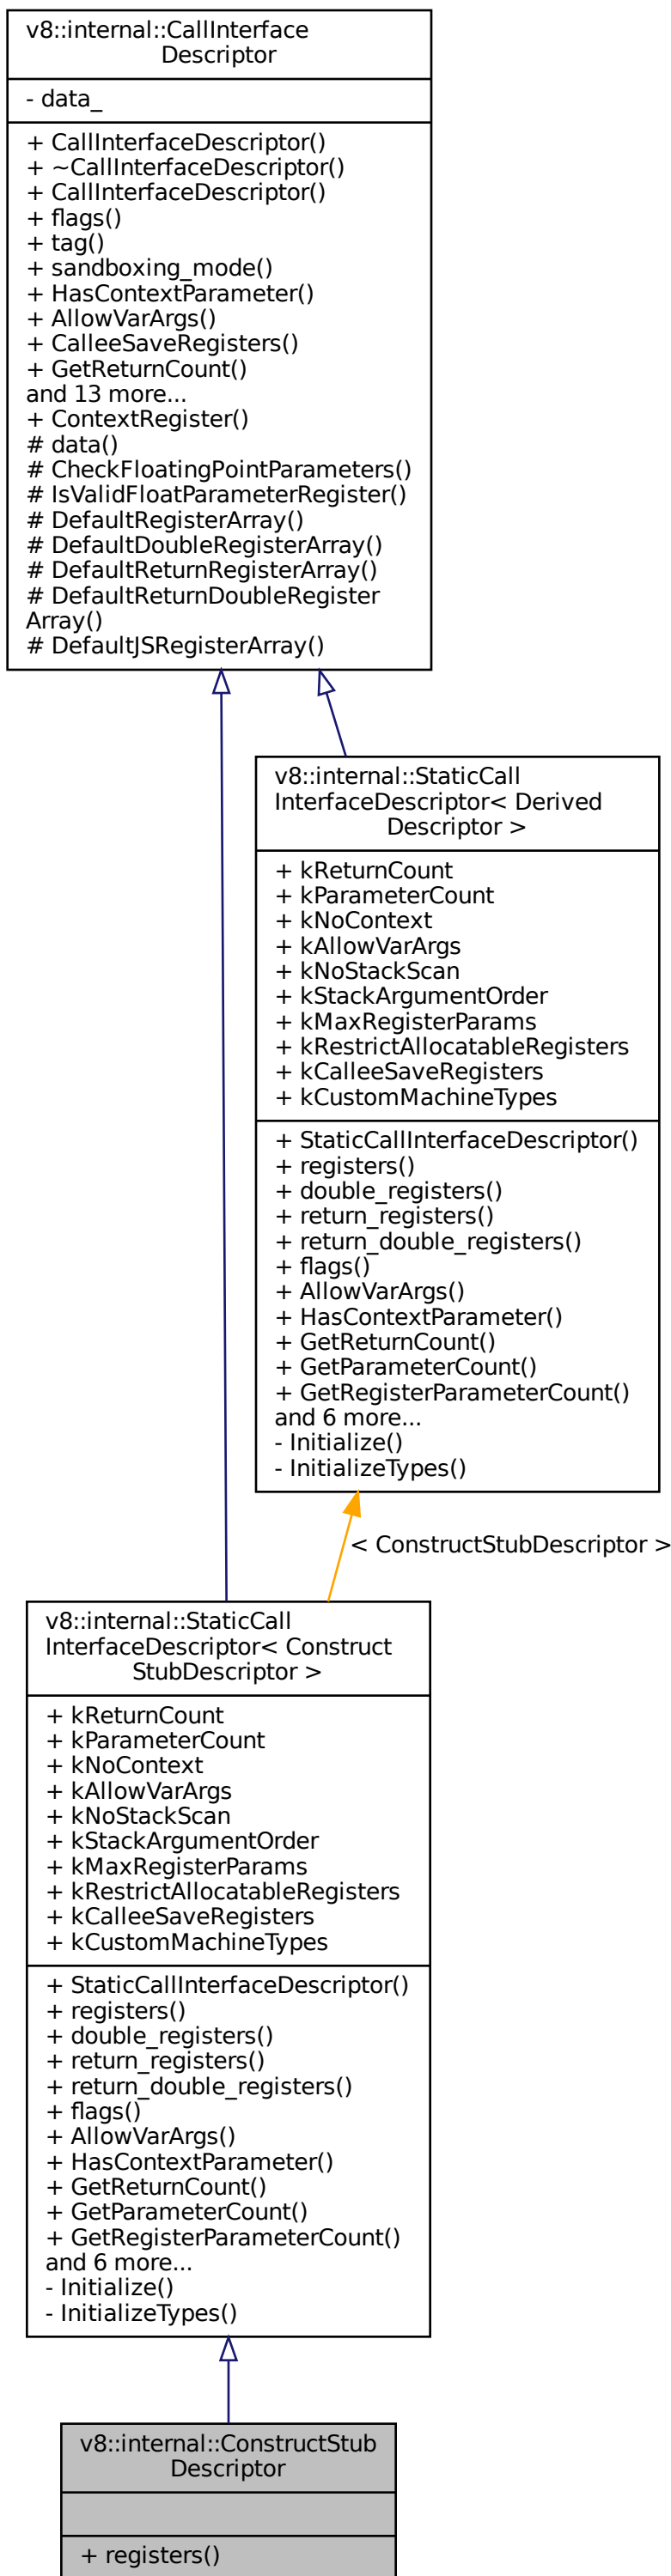 v8::internal::CallInterface
Descriptor
- data_
+ CallInterfaceDescriptor()
+ ~CallInterfaceDescriptor()
+ CallInterfaceDescriptor()
+ flags()
+ tag()
+ sandboxing_mode()
+ HasContextParameter()
+ AllowVarArgs()
+ CalleeSaveRegisters()
+ GetReturnCount()
and 13 more...
+ ContextRegister()
# data()
# CheckFloatingPointParameters()
# IsValidFloatParameterRegister()
# DefaultRegisterArray()
# DefaultDoubleRegisterArray()
# DefaultReturnRegisterArray()
# DefaultReturnDoubleRegister
Array()
# DefaultJSRegisterArray()
v8::internal::StaticCall
InterfaceDescriptor< Derived
Descriptor >
+ kReturnCount
+ kParameterCount
+ kNoContext
+ kAllowVarArgs
+ kNoStackScan
+ kStackArgumentOrder
+ kMaxRegisterParams
+ kRestrictAllocatableRegisters
+ kCalleeSaveRegisters
+ kCustomMachineTypes
+ StaticCallInterfaceDescriptor()
+ registers()
+ double_registers()
+ return_registers()
+ return_double_registers()
+ flags()
+ AllowVarArgs()
+ HasContextParameter()
+ GetReturnCount()
+ GetParameterCount()
+ GetRegisterParameterCount()
and 6 more...
- Initialize()
- InitializeTypes()
< ConstructStubDescriptor >
v8::internal::StaticCall
InterfaceDescriptor< Construct
StubDescriptor >
+ kReturnCount
+ kParameterCount
+ kNoContext
+ kAllowVarArgs
+ kNoStackScan
+ kStackArgumentOrder
+ kMaxRegisterParams
+ kRestrictAllocatableRegisters
+ kCalleeSaveRegisters
+ kCustomMachineTypes
+ StaticCallInterfaceDescriptor()
+ registers()
+ double_registers()
+ return_registers()
+ return_double_registers()
+ flags()
+ AllowVarArgs()
+ HasContextParameter()
+ GetReturnCount()
+ GetParameterCount()
+ GetRegisterParameterCount()
and 6 more...
- Initialize()
- InitializeTypes()
v8::internal::ConstructStub
Descriptor
+ registers()